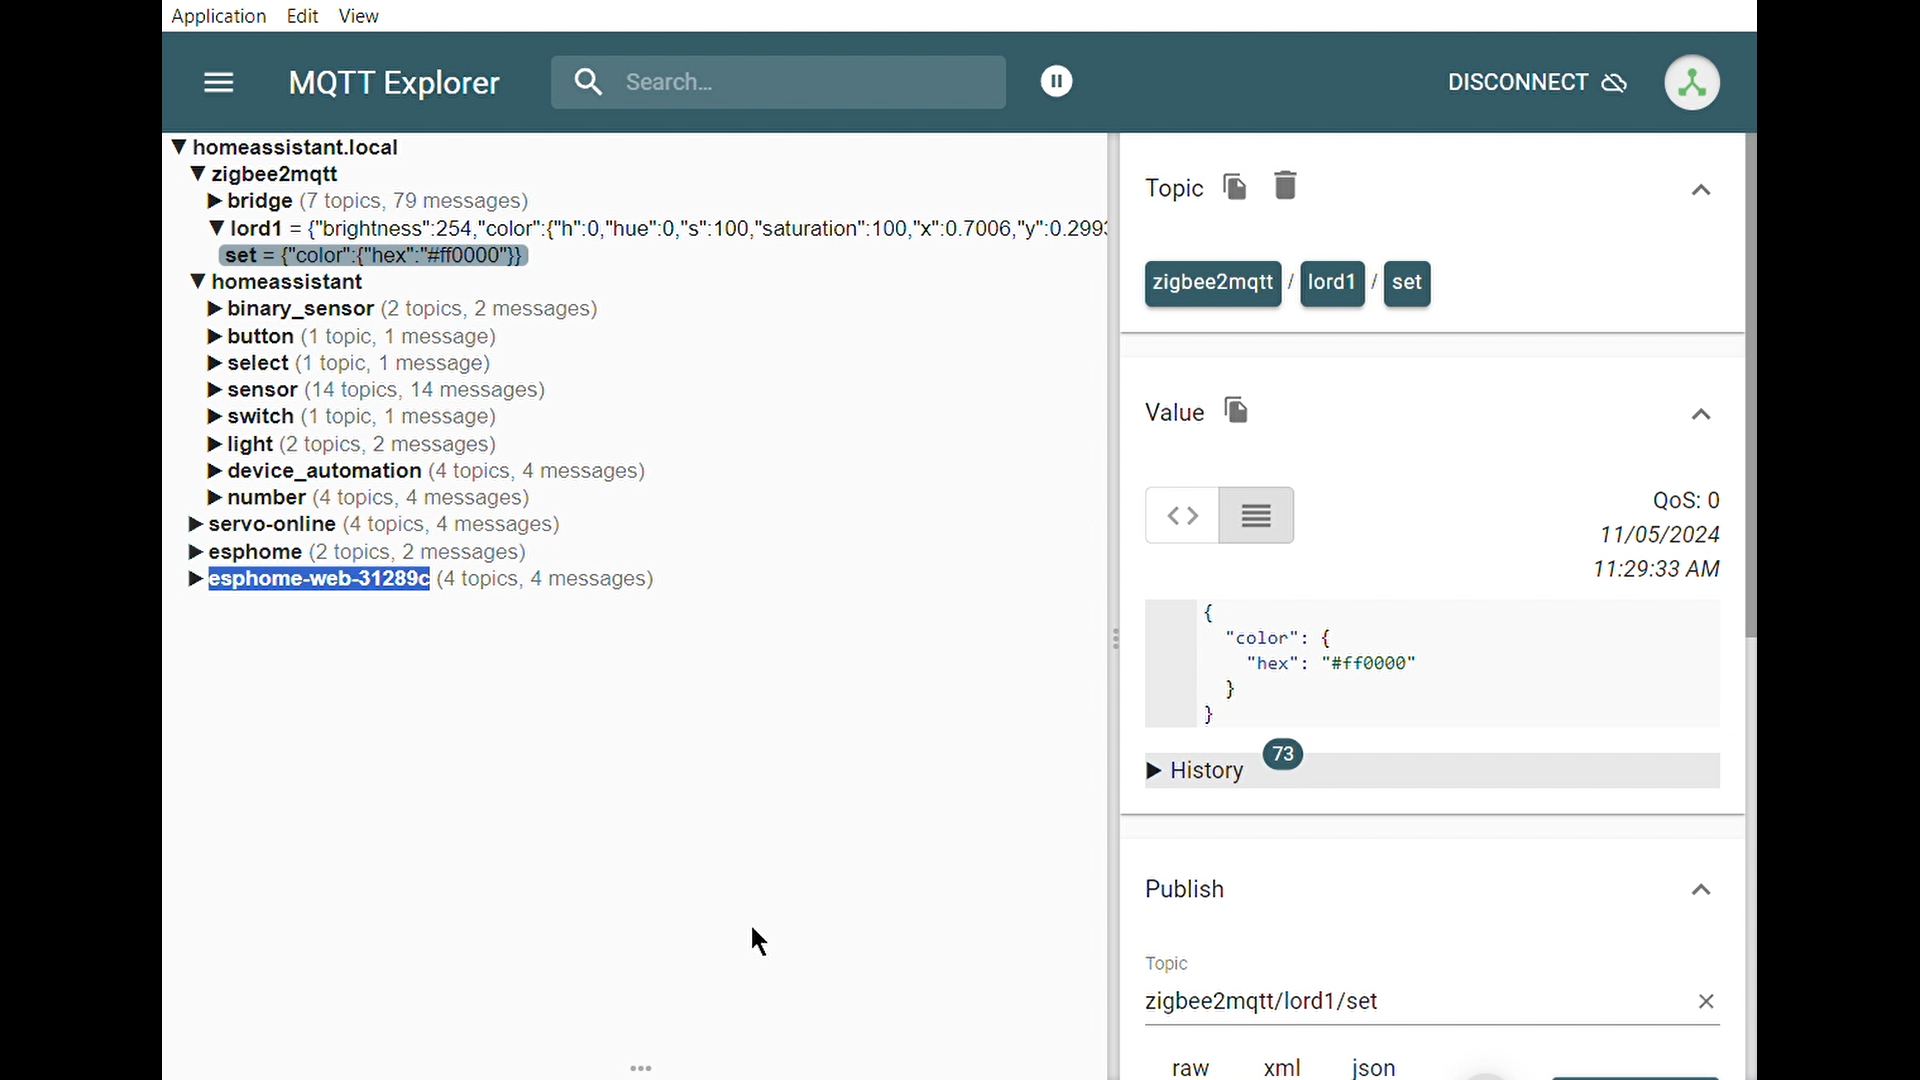 Application Edit View
MQTT Explorer Search... DISCONNECT
▼ homeassistant.local
▼ zigbee2mqtt
▶ bridge (7 topics, 79 messages)
▼ lord1 = {"brightness":254,"color":{"h":0,"hue":0,"s":100,"saturation":100,"x":0.7006,"y":0.299
set = {"color":{"hex":"#ff0000"}}
▼ homeassistant
▶ binary_sensor (2 topics, 2 messages)
▶ button (1 topic, 1 message)
▶ select (1 topic, 1 message)
▶ sensor (14 topics, 14 messages)
▶ switch (1 topic, 1 message)
▶ light (2 topics, 2 messages)
▶ device_automation (4 topics, 4 messages)
▶ number (4 topics, 4 messages)
▶ servo-online (4 topics, 4 messages)
▶ esphome (2 topics, 2 messages)
▶ esphome-web-31289c (4 topics, 4 messages)
Topic
zigbee2mqtt / lord1 / set
Value
QoS: 0
11/05/2024
11:29:33 AM
{
"color": {
"hex": "#ff0000"
}
}
▶ History 73
Publish
Topic
zigbee2mqtt/lord1/set
raw xml json